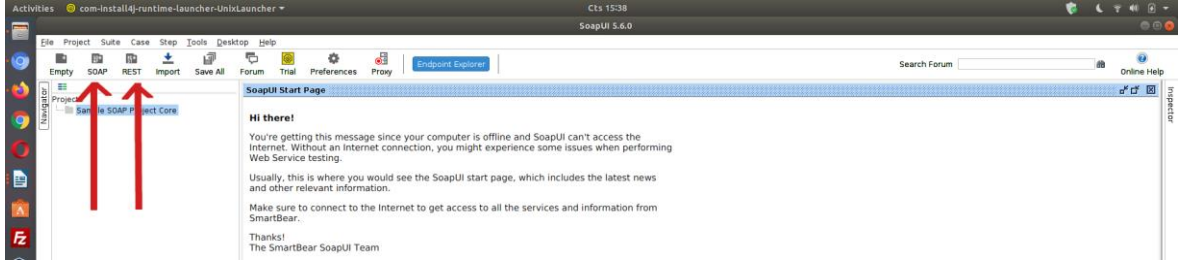 Activities com-install4j-runtime-launcher-UnixLauncher Cts 15:38
SoapUI 5.6.0
File Project Suite Case Step Tools Desktop Help
Empty SOAP REST Import Save All Forum Trial Preferences Proxy Endpoint Explorer Search Forum Online Help
Navigator
Projects
Sample SOAP Project Core
SoapUI Start Page
Inspector
Hi there!
You're getting this message since your computer is offline and SoapUI can't access the
Internet. Without an Internet connection, you might experience some issues when performing
Web Service testing.
Usually, this is where you would see the SoapUI start page, which includes the latest news
and other relevant information.
Make sure to connect to the Internet to get access to all the services and information from
SmartBear.
Thanks!
The SmartBear SoapUI Team
Fz